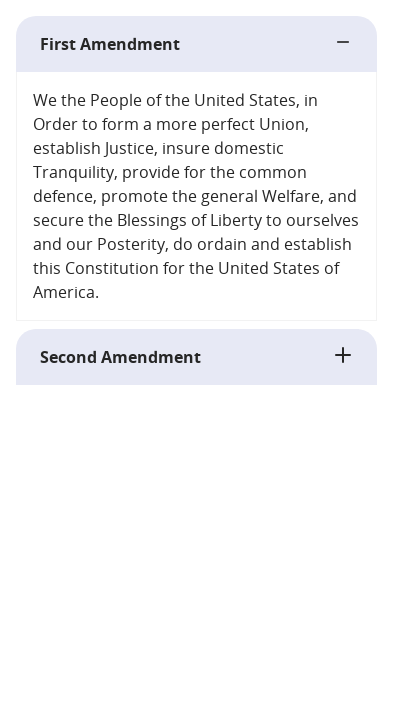 First Amendment
We the People of the United States, in
Order to form a more perfect Union,
establish Justice, insure domestic
Tranquility, provide for the common
defence, promote the general Welfare, and
secure the Blessings of Liberty to ourselves
and our Posterity, do ordain and establish
this Constitution for the United States of
America.
Second Amendment